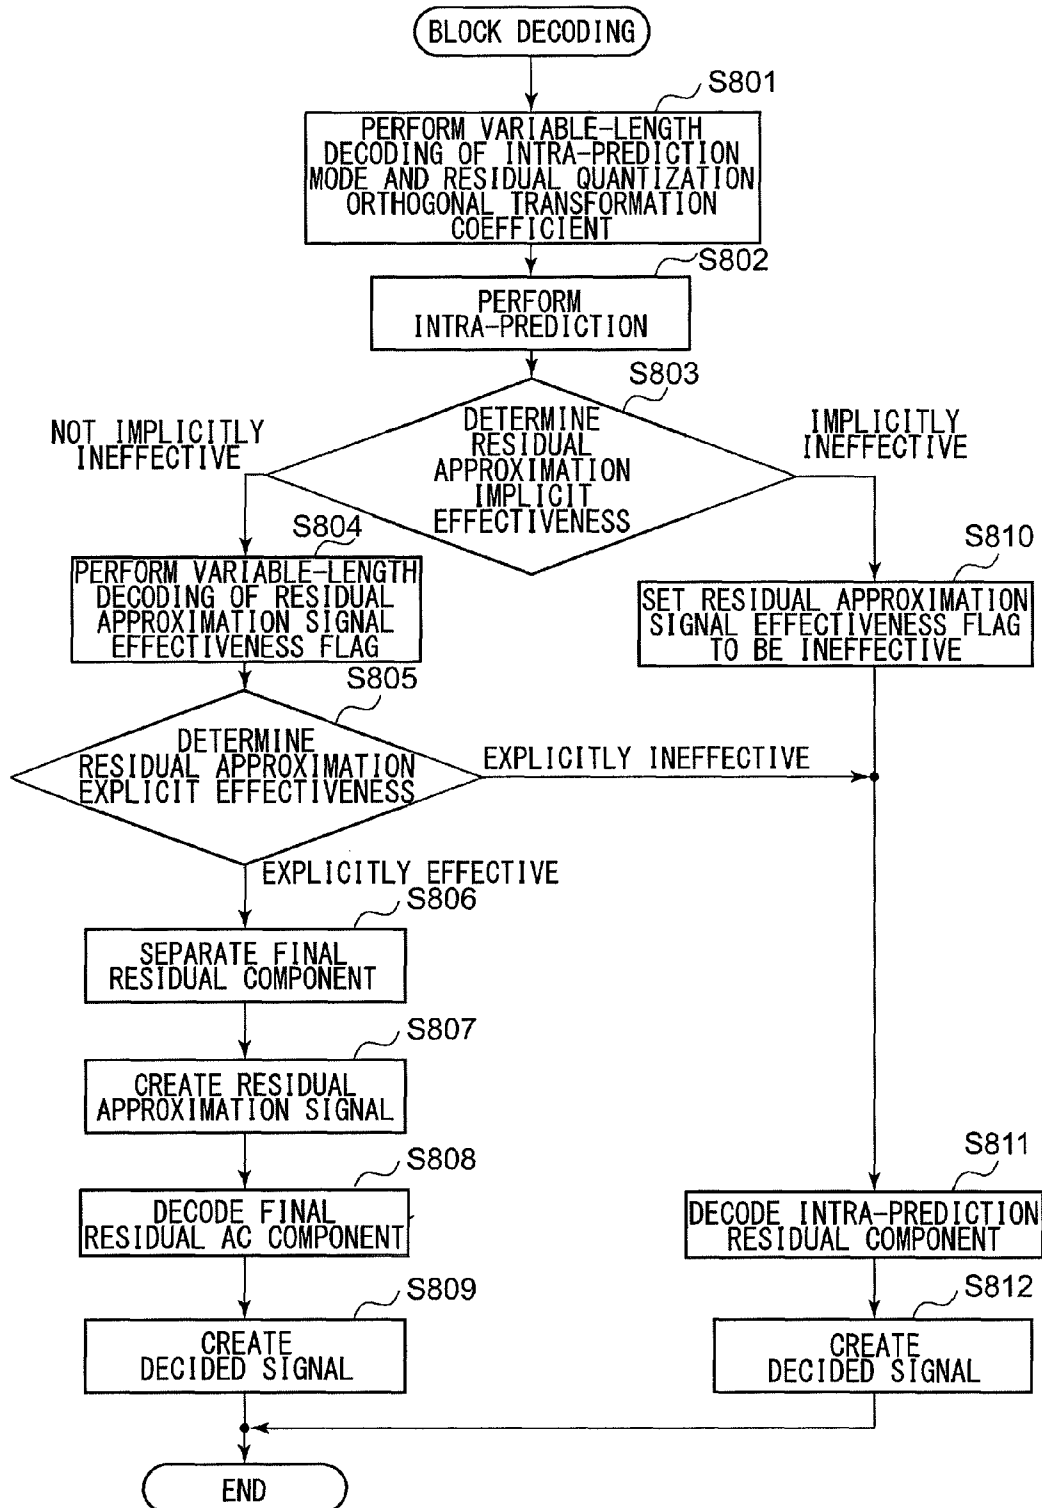 BLOCK DECODING
S801
PERFORM VARIABLE-LENGTH
DECODING OF INTRA-PREDICTION
MODE AND RESIDUAL QUANTIZATION
ORTHOGONAL TRANSFORMATION
COEFFICIENT
S802
PERFORM
INTRA-PREDICTION
S803
DETERMINE
RESIDUAL
APPROXIMATION
IMPLICIT
EFFECTIVENESS
NOT IMPLICITLY
INEFFECTIVE
IMPLICITLY
INEFFECTIVE
S804
PERFORM VARIABLE-LENGTH
DECODING OF RESIDUAL
APPROXIMATION SIGNAL
EFFECTIVENESS FLAG
S810
SET RESIDUAL APPROXIMATION
SIGNAL EFFECTIVENESS FLAG
TO BE INEFFECTIVE
S805
DETERMINE
RESIDUAL APPROXIMATION
EXPLICIT EFFECTIVENESS
EXPLICITLY INEFFECTIVE
EXPLICITLY EFFECTIVE
S806
SEPARATE FINAL
RESIDUAL COMPONENT
S807
CREATE RESIDUAL
APPROXIMATION SIGNAL
S808
DECODE FINAL
RESIDUAL AC COMPONENT
S811
DECODE INTRA-PREDICTION
RESIDUAL COMPONENT
S809
CREATE
DECIDED SIGNAL
S812
CREATE
DECIDED SIGNAL
END